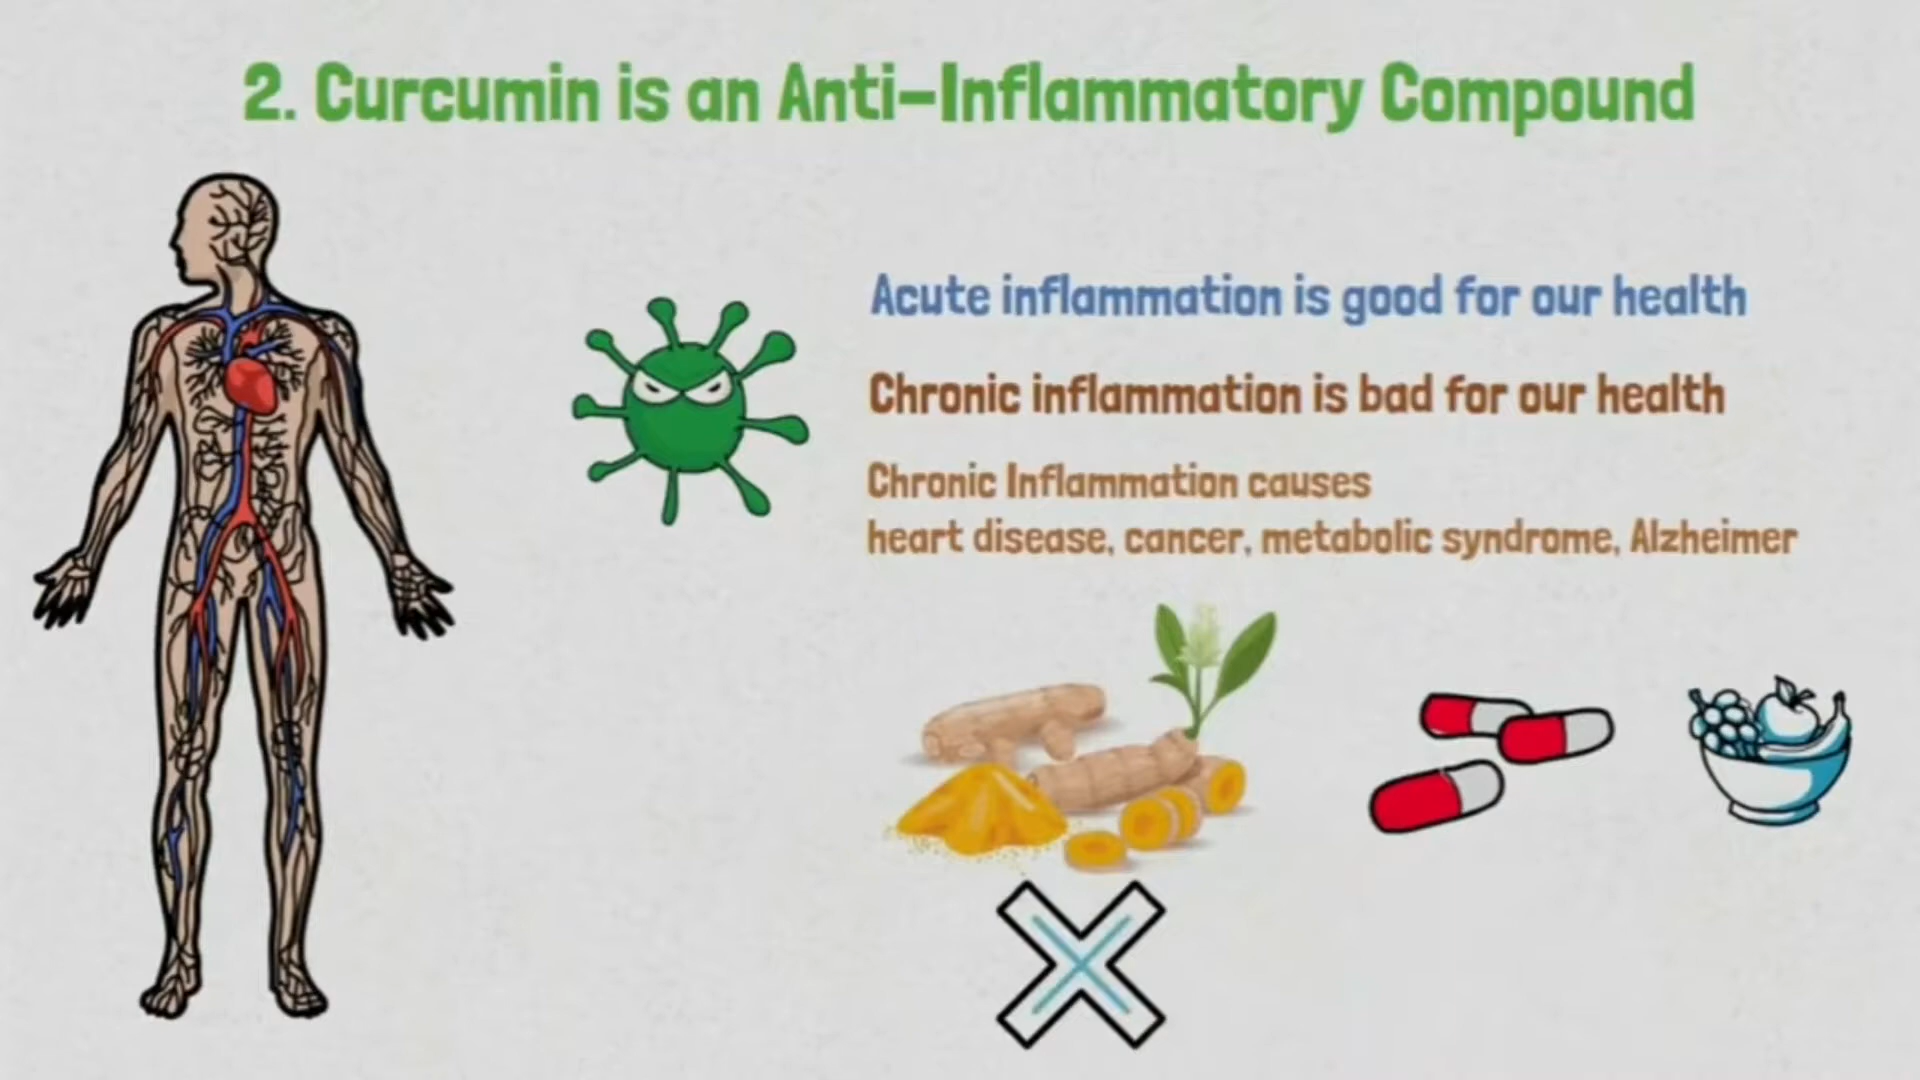 2. Curcumin is an Anti-Inflammatory Compound
Acute inflammation is good for our health
Chronic inflammation is bad for our health
Chronic Inflammation causes
heart disease, cancer, metabolic syndrome, Alzheimer